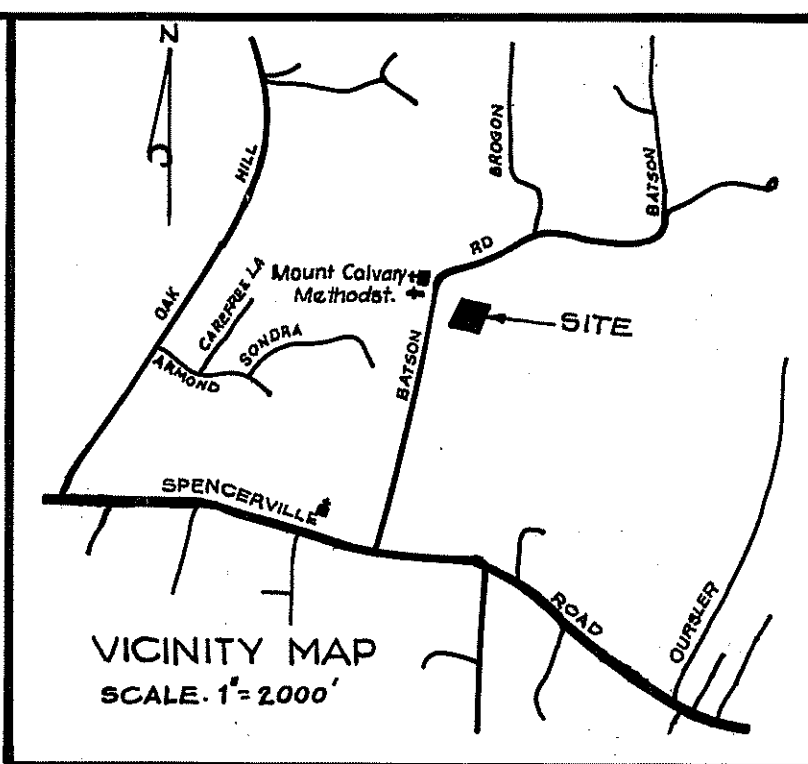 N
OAK HILL
BROGON
BATSON
RD
Mount Calvary
Methodst.
CAREFREE LA
SONDRA
ARMOND
BATSON
SITE
SPENCERVILLE
ROAD
OURSLER
VICINITY MAP
SCALE. 1"= 2000'